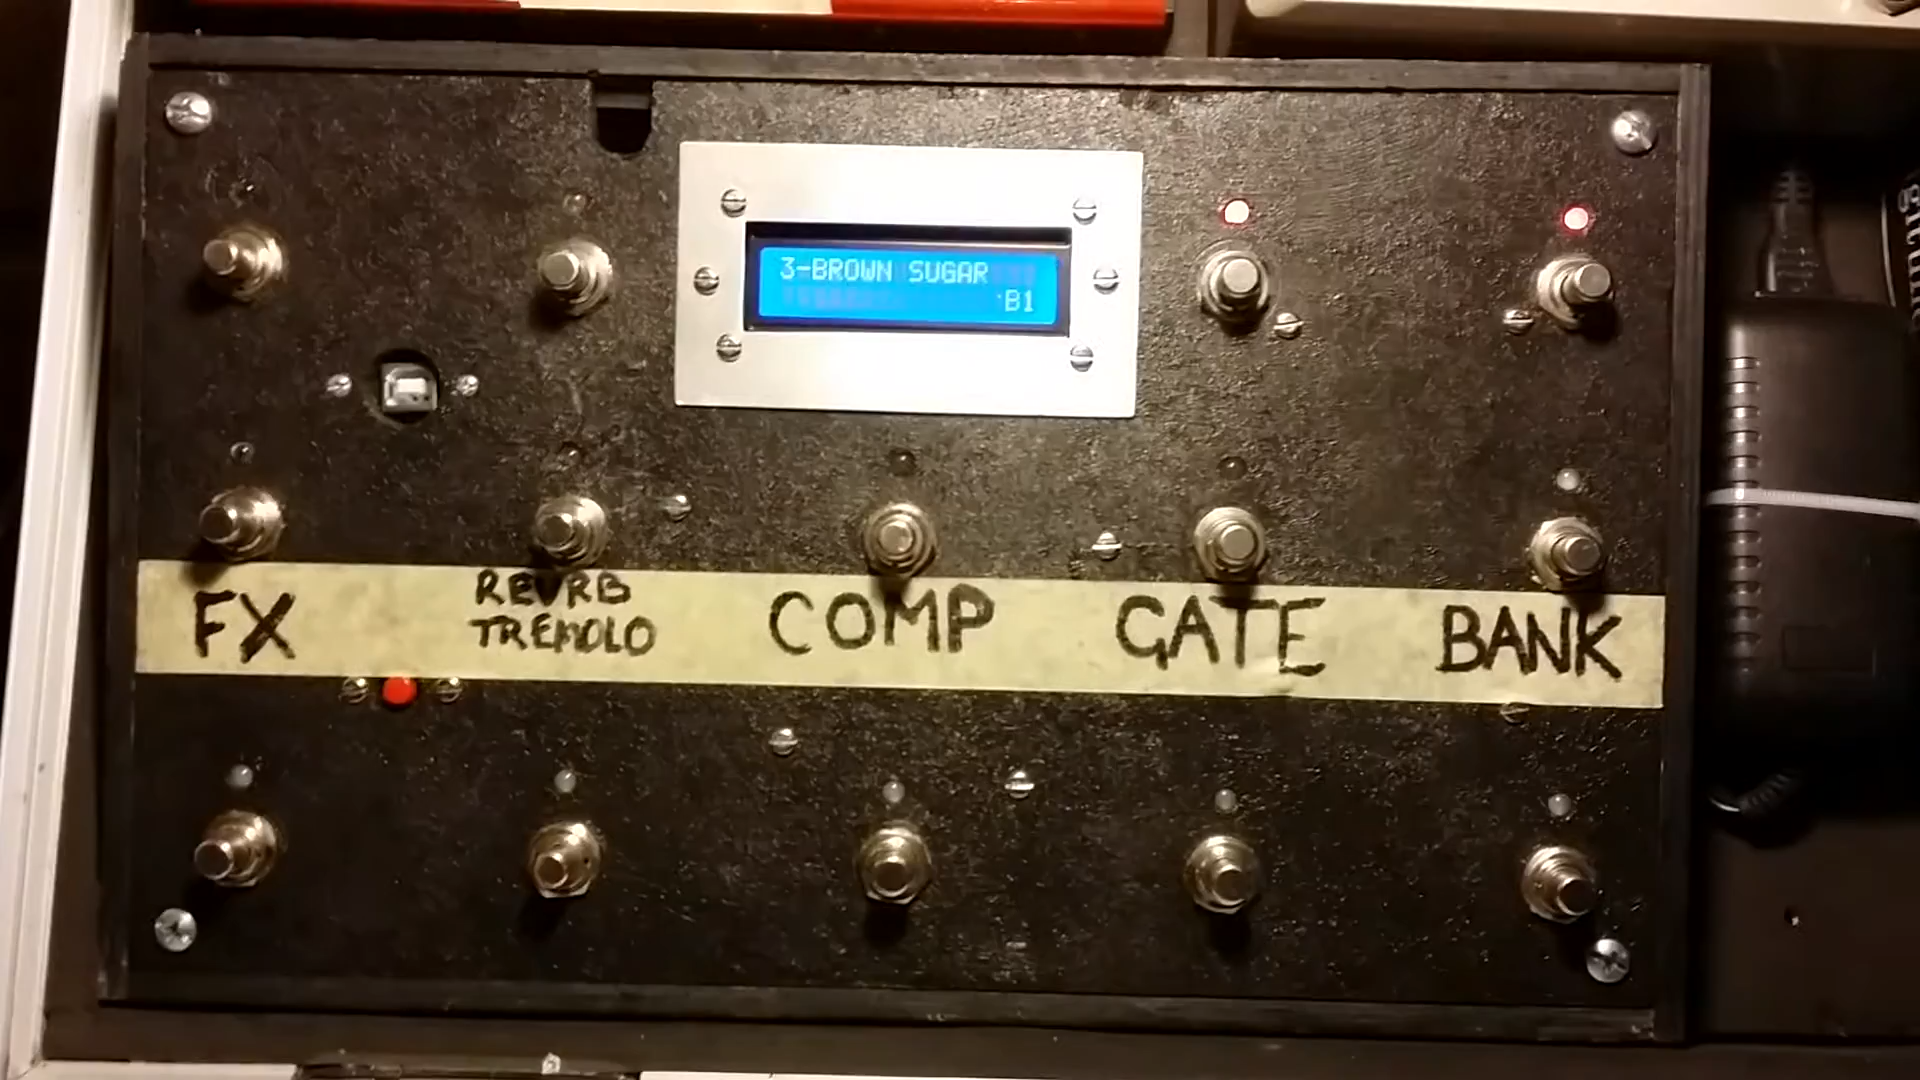 3-BROWN SUGAR
B1
FX
REVRB
TREMOLO
COMP
GATE
BANK